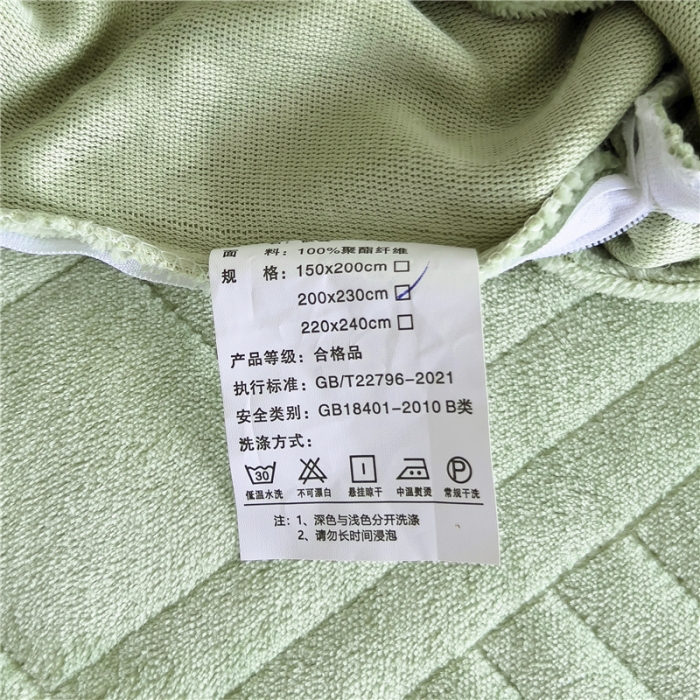 面 料：100%聚酯纤维
规 格：150x200cm
200x230cm
220x240cm
产品等级：合格品
执行标准：GB/T22796-2021
安全类别：GB18401-2010 B类
洗涤方式：
30 P
低温水洗 不可漂白 悬挂晾干 中温熨烫 常规干洗
注：1、深色与浅色分开洗涤
2、请勿长时间浸泡